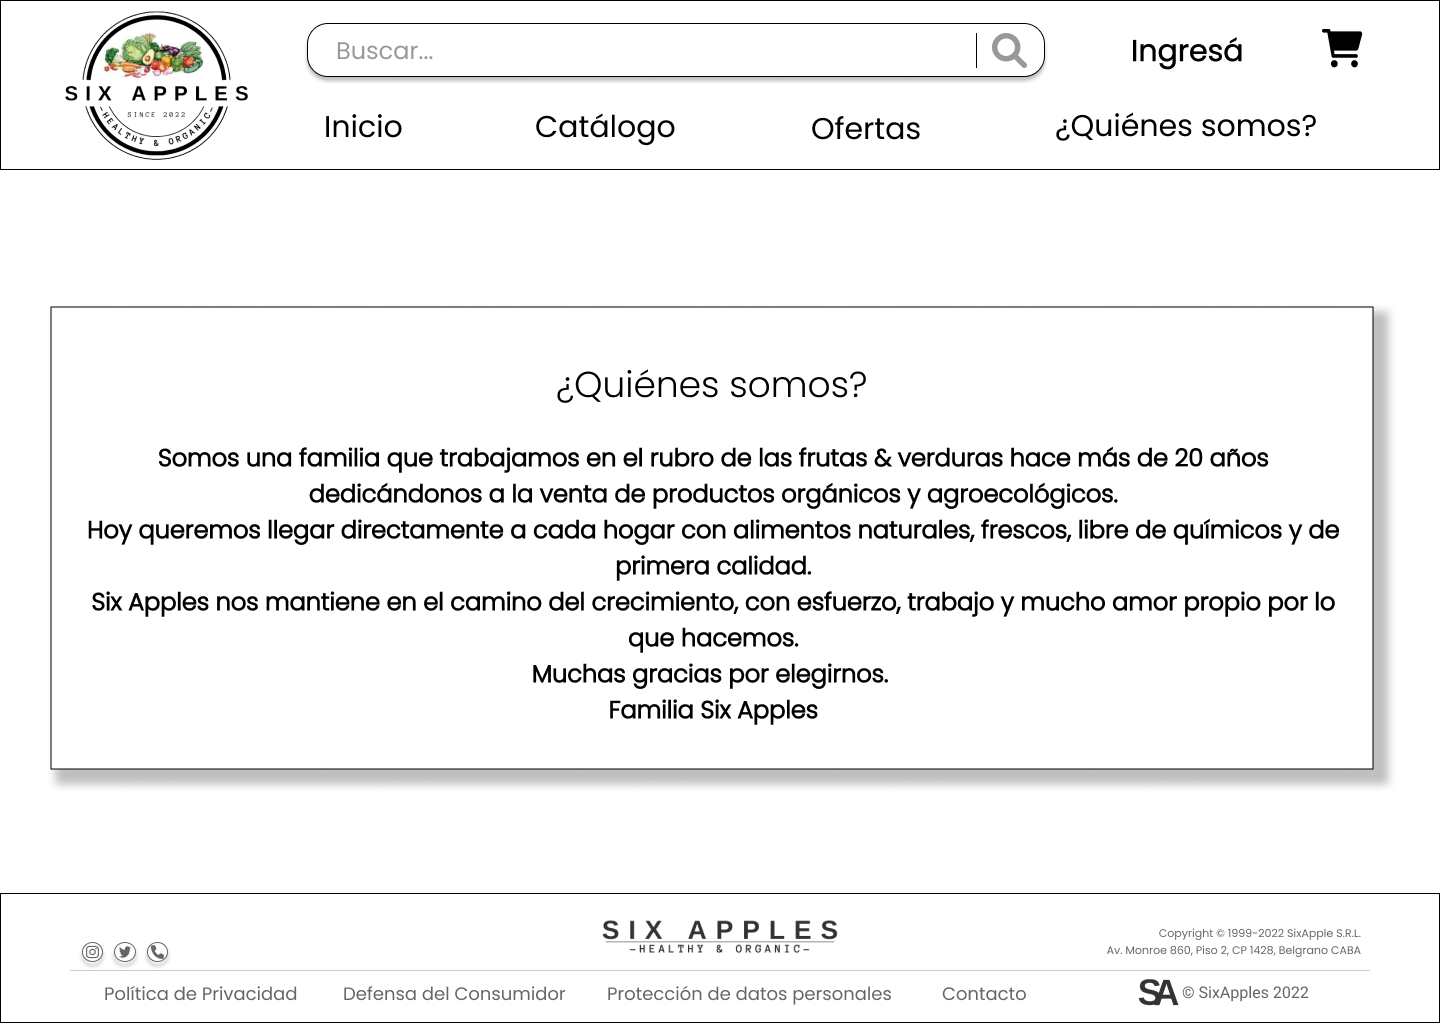 Buscar...
Ingresá
SIX APPLES
SINCE 2022
-HEALTHY & ORGANIC-
Inicio
Catálogo
Ofertas
¿Quiénes somos?
¿Quiénes somos?
Somos una familia que trabajamos en el rubro de las frutas & verduras hace más de 20 años
dedicándonos a la venta de productos orgánicos y agroecológicos.
Hoy queremos llegar directamente a cada hogar con alimentos naturales, frescos, libre de químicos y de
primera calidad.
Six Apples nos mantiene en el camino del crecimiento, con esfuerzo, trabajo y mucho amor propio por lo
que hacemos.
Muchas gracias por elegirnos.
Familia Six Apples
SIX APPLES
-HEALTHY & ORGANIC-
Copyright © 1999-2022 SixApple S.R.L.
Av. Monroe 860, Piso 2, CP 1428, Belgrano CABA
Política de Privacidad
Defensa del Consumidor
Protección de datos personales
Contacto
SA © SixApples 2022